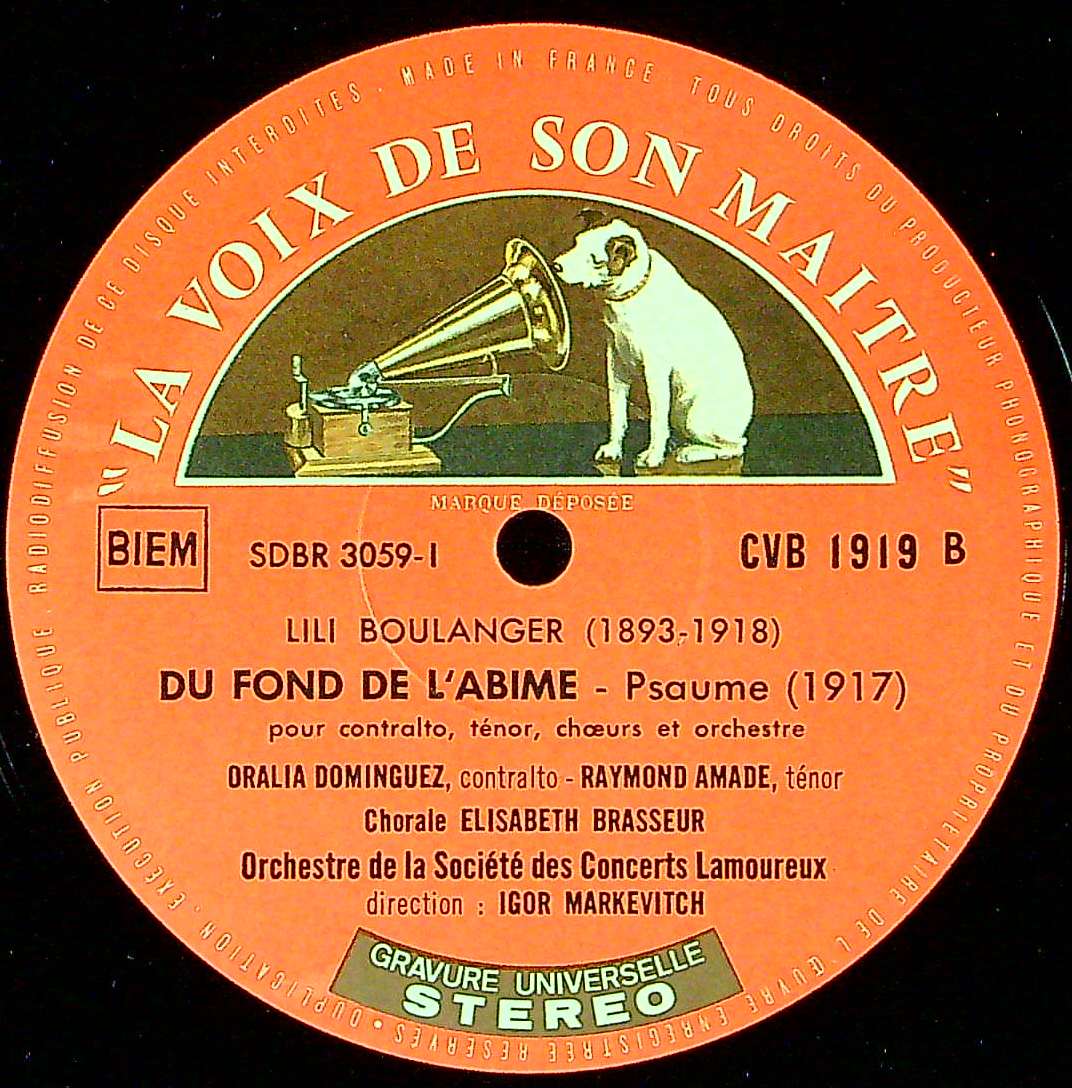 MADE IN FRANCE TOUS DROITS DU PRODUCTEUR PHONOGRAPHIQUE ET DU PROPRIETAIRE DE L'ŒUVRE ENREGISTRÉE RÉSERVÉS • DUPLICATION . EXÉCUTION PUBLIQUE . RADIODIFFUSION DE CE DISQUE INTERDITES .
"LA VOIX DE SON MAITRE"
MARQUE DÉPOSÉE
BIEM SDBR 3059-1 CVB 1919 B
LILI BOULANGER (1893-1918)
DU FOND DE L'ABIME - Psaume (1917)
pour contralto, ténor, chœurs et orchestre
ORALIA DOMINGUEZ, contralto - RAYMOND AMADE, ténor
Chorale ELISABETH BRASSEUR
Orchestre de la Société des Concerts Lamoureux
direction : IGOR MARKEVITCH
GRAVURE UNIVERSELLE
STEREO